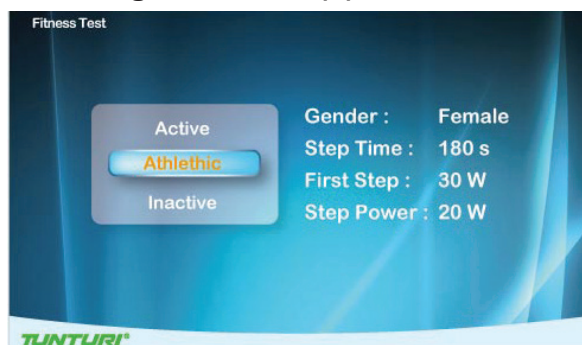 Fitness Test
Active
Athlethic
Inactive
Gender : Female
Step Time : 180 s
First Step : 30 W
Step Power : 20 W
TUNTURI®